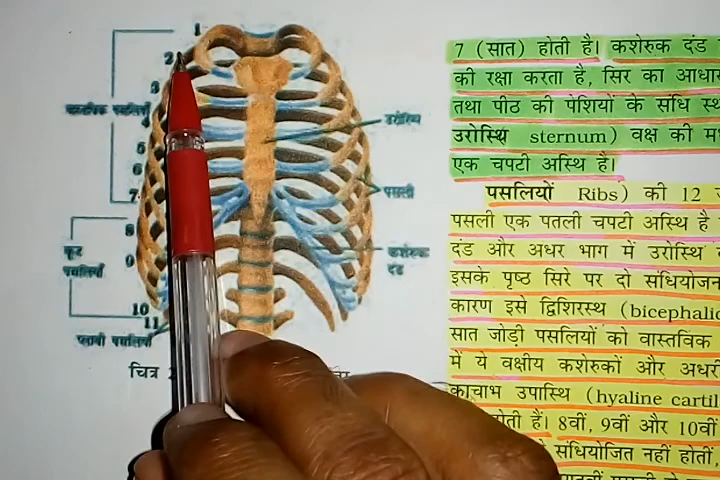 1
2
3
4
5
6
7
8
9
10
11
उरोस्थि
पसली
कशेरुक
दंड
कूट
पसलियाँ
प्लावी पसलियाँ
चित्र
7 (सात) होती है। कशेरुक दंड
की रक्षा करता है, सिर का आधार
तथा पीठ की पेशियों के संधि
उरोस्थि sternum) वक्ष की
एक चपटी अस्थि है।
पसलियों Ribs) की 12
पसली एक पतली चपटी अस्थि है
दंड और अधर भाग में उरोस्थि
इसके पृष्ठ सिरे पर दो संधियोजन
कारण इसे द्विशिरस्थ (bicephalic
सात जोड़ी पसलियों को वास्तविक
में ये वक्षीय कशेरुकों और अधर
काचाभ उपास्थि (hyaline cartil
होती हैं। 8वीं, 9वीं और 10वीं
संधियोजित नहीं होतीं,